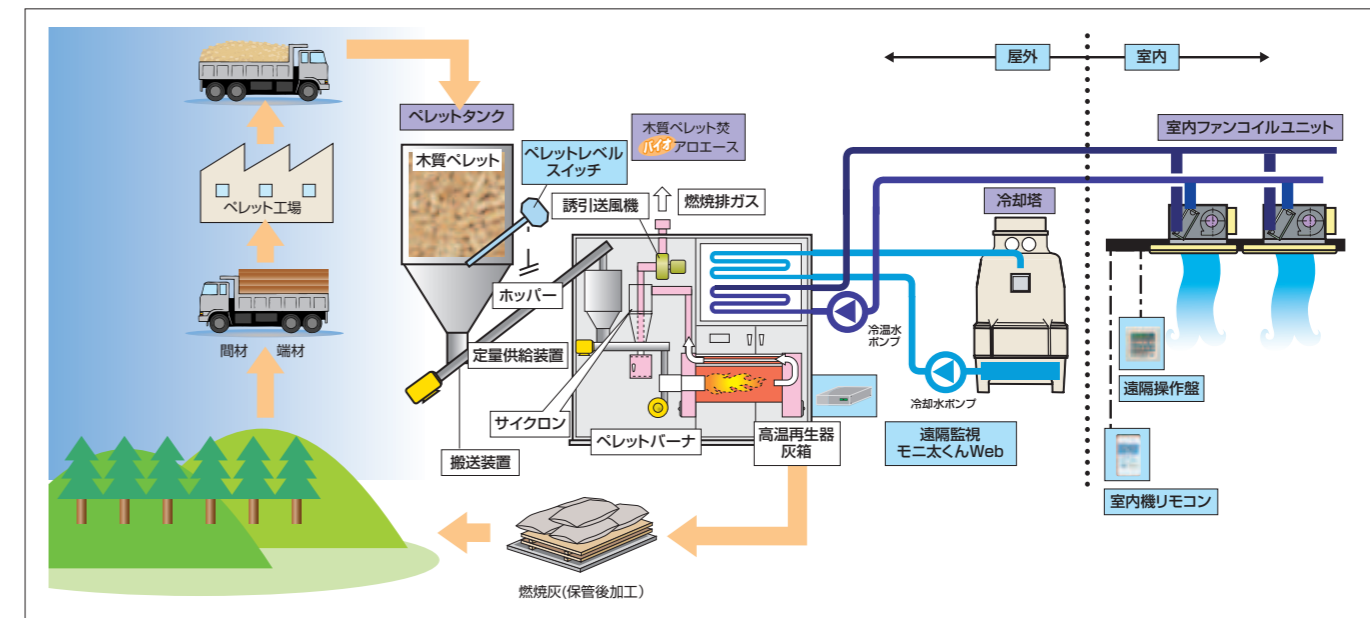 屋外
室内
ペレットタンク
木質ペレット焚
バイオ アロエース
室内ファンコイルユニット
木質ペレット
ペレットレベル
スイッチ
誘引送風機
燃焼排ガス
冷却塔
ペレット工場
ホッパー
冷温水
ポンプ
間材 端材
定量供給装置
遠隔操作盤
冷却水ポンプ
サイクロン
ペレットバーナ
高温再生器
灰箱
遠隔監視
モニ太くんWeb
搬送装置
室内機リモコン
燃焼灰(保管後加工)